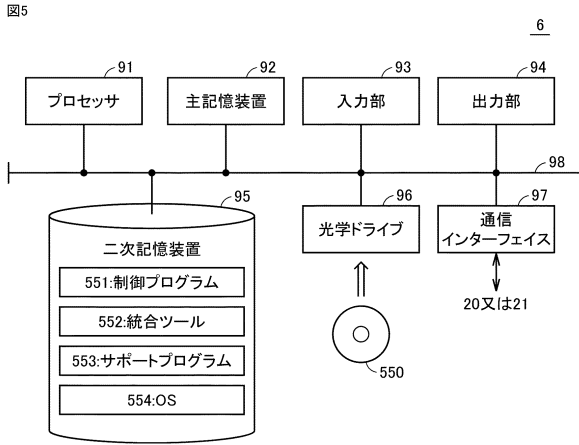 図5
6
91
92
93
94
プロセッサ
主記憶装置
入力部
出力部
98
95
96
97
二次記憶装置
光学ドライブ
通信
インターフェイス
551:制御プログラム
552:統合ツール
20又は21
553:サポートプログラム
550
554:OS